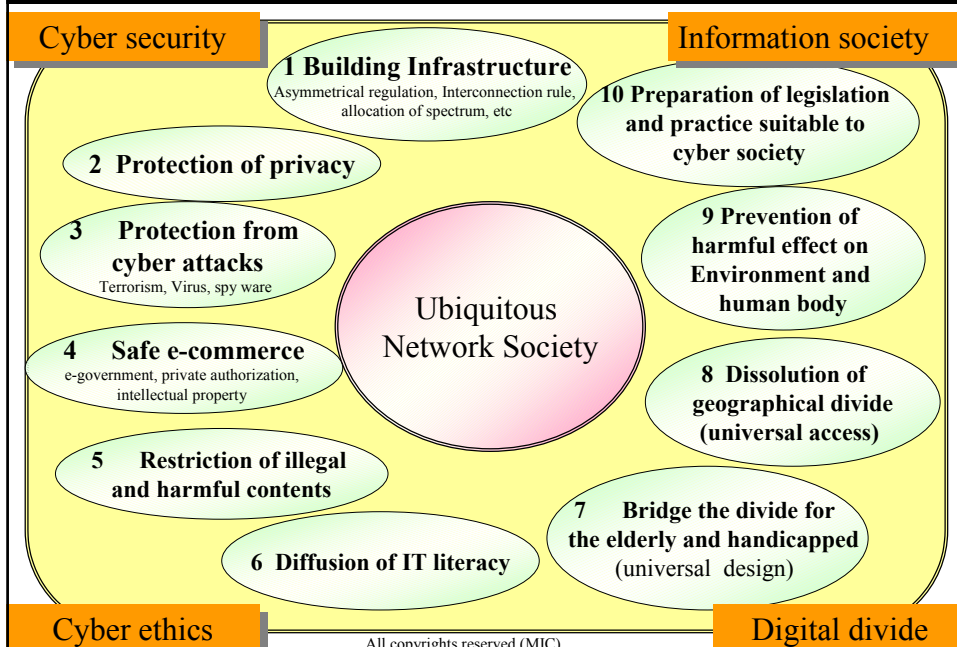 Cyber security
Information society
1 Building Infrastructure
Asymmetrical regulation, Interconnection rule,
allocation of spectrum, etc
10 Preparation of legislation
and practice suitable to
cyber society
2 Protection of privacy
3 Protection from
cyber attacks
Terrorism, Virus, spy ware
9 Prevention of
harmful effect on
Environment and
human body
Ubiquitous
Network Society
4 Safe e-commerce
e-government, private authorization,
intellectual property
8 Dissolution of
geographical divide
(universal access)
5 Restriction of illegal
and harmful contents
7 Bridge the divide for
the elderly and handicapped
(universal design)
6 Diffusion of IT literacy
Cyber ethics
Digital divide
All copyrights reserved (MIC)